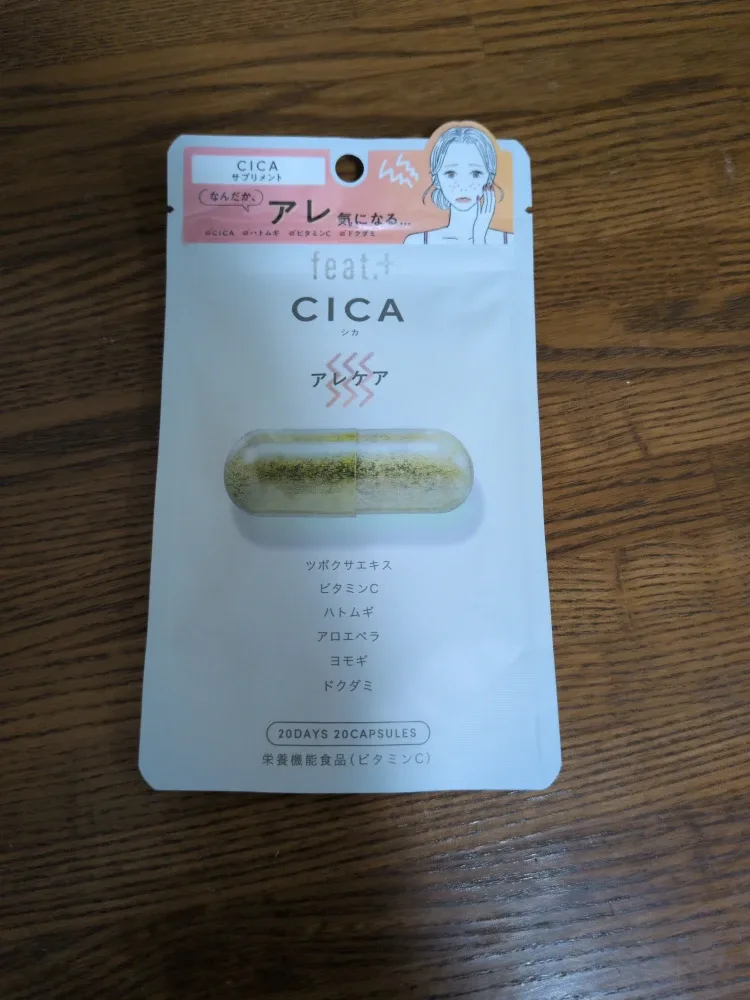 CICA
サプリメント
なんだか、
アレ気になる...
☑CICA ☑ハトムギ ☑ビタミンC ☑ドクダミ
feat.+
CICA
シカ
アレケア
ツボクサエキス
ビタミンC
ハトムギ
アロエベラ
ヨモギ
ドクダミ
20DAYS 20CAPSULES
栄養機能食品(ビタミンC)